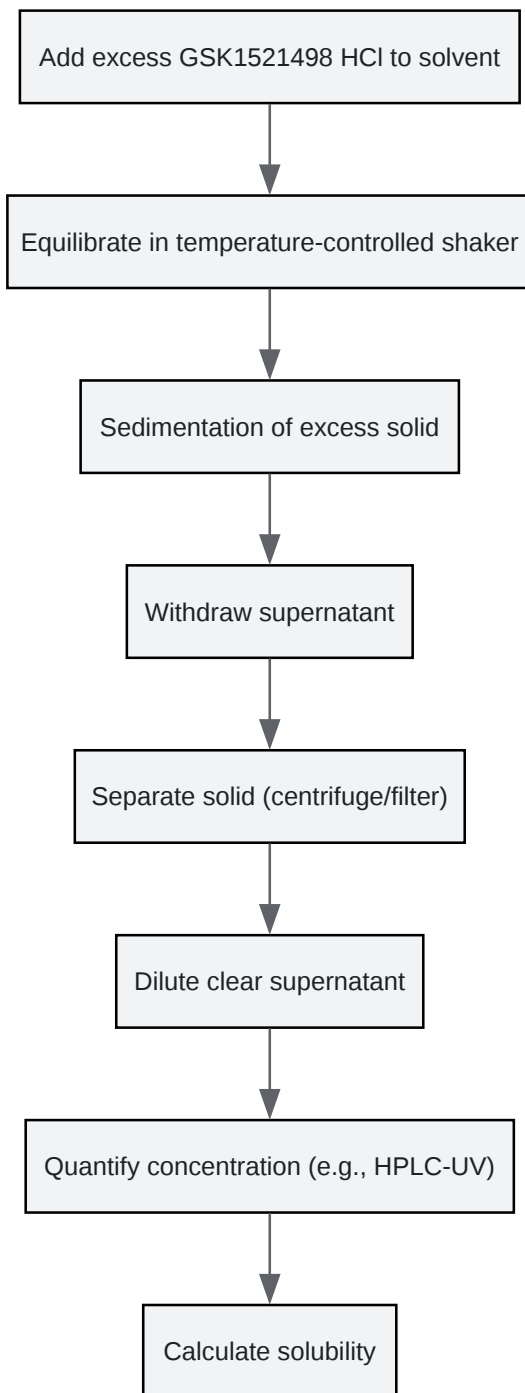 Add excess GSK1521498 HCl to solvent
Equilibrate in temperature-controlled shaker
Sedimentation of excess solid
Withdraw supernatant
Separate solid (centrifuge/filter)
Dilute clear supernatant
Quantify concentration (e.g., HPLC-UV)
Calculate solubility